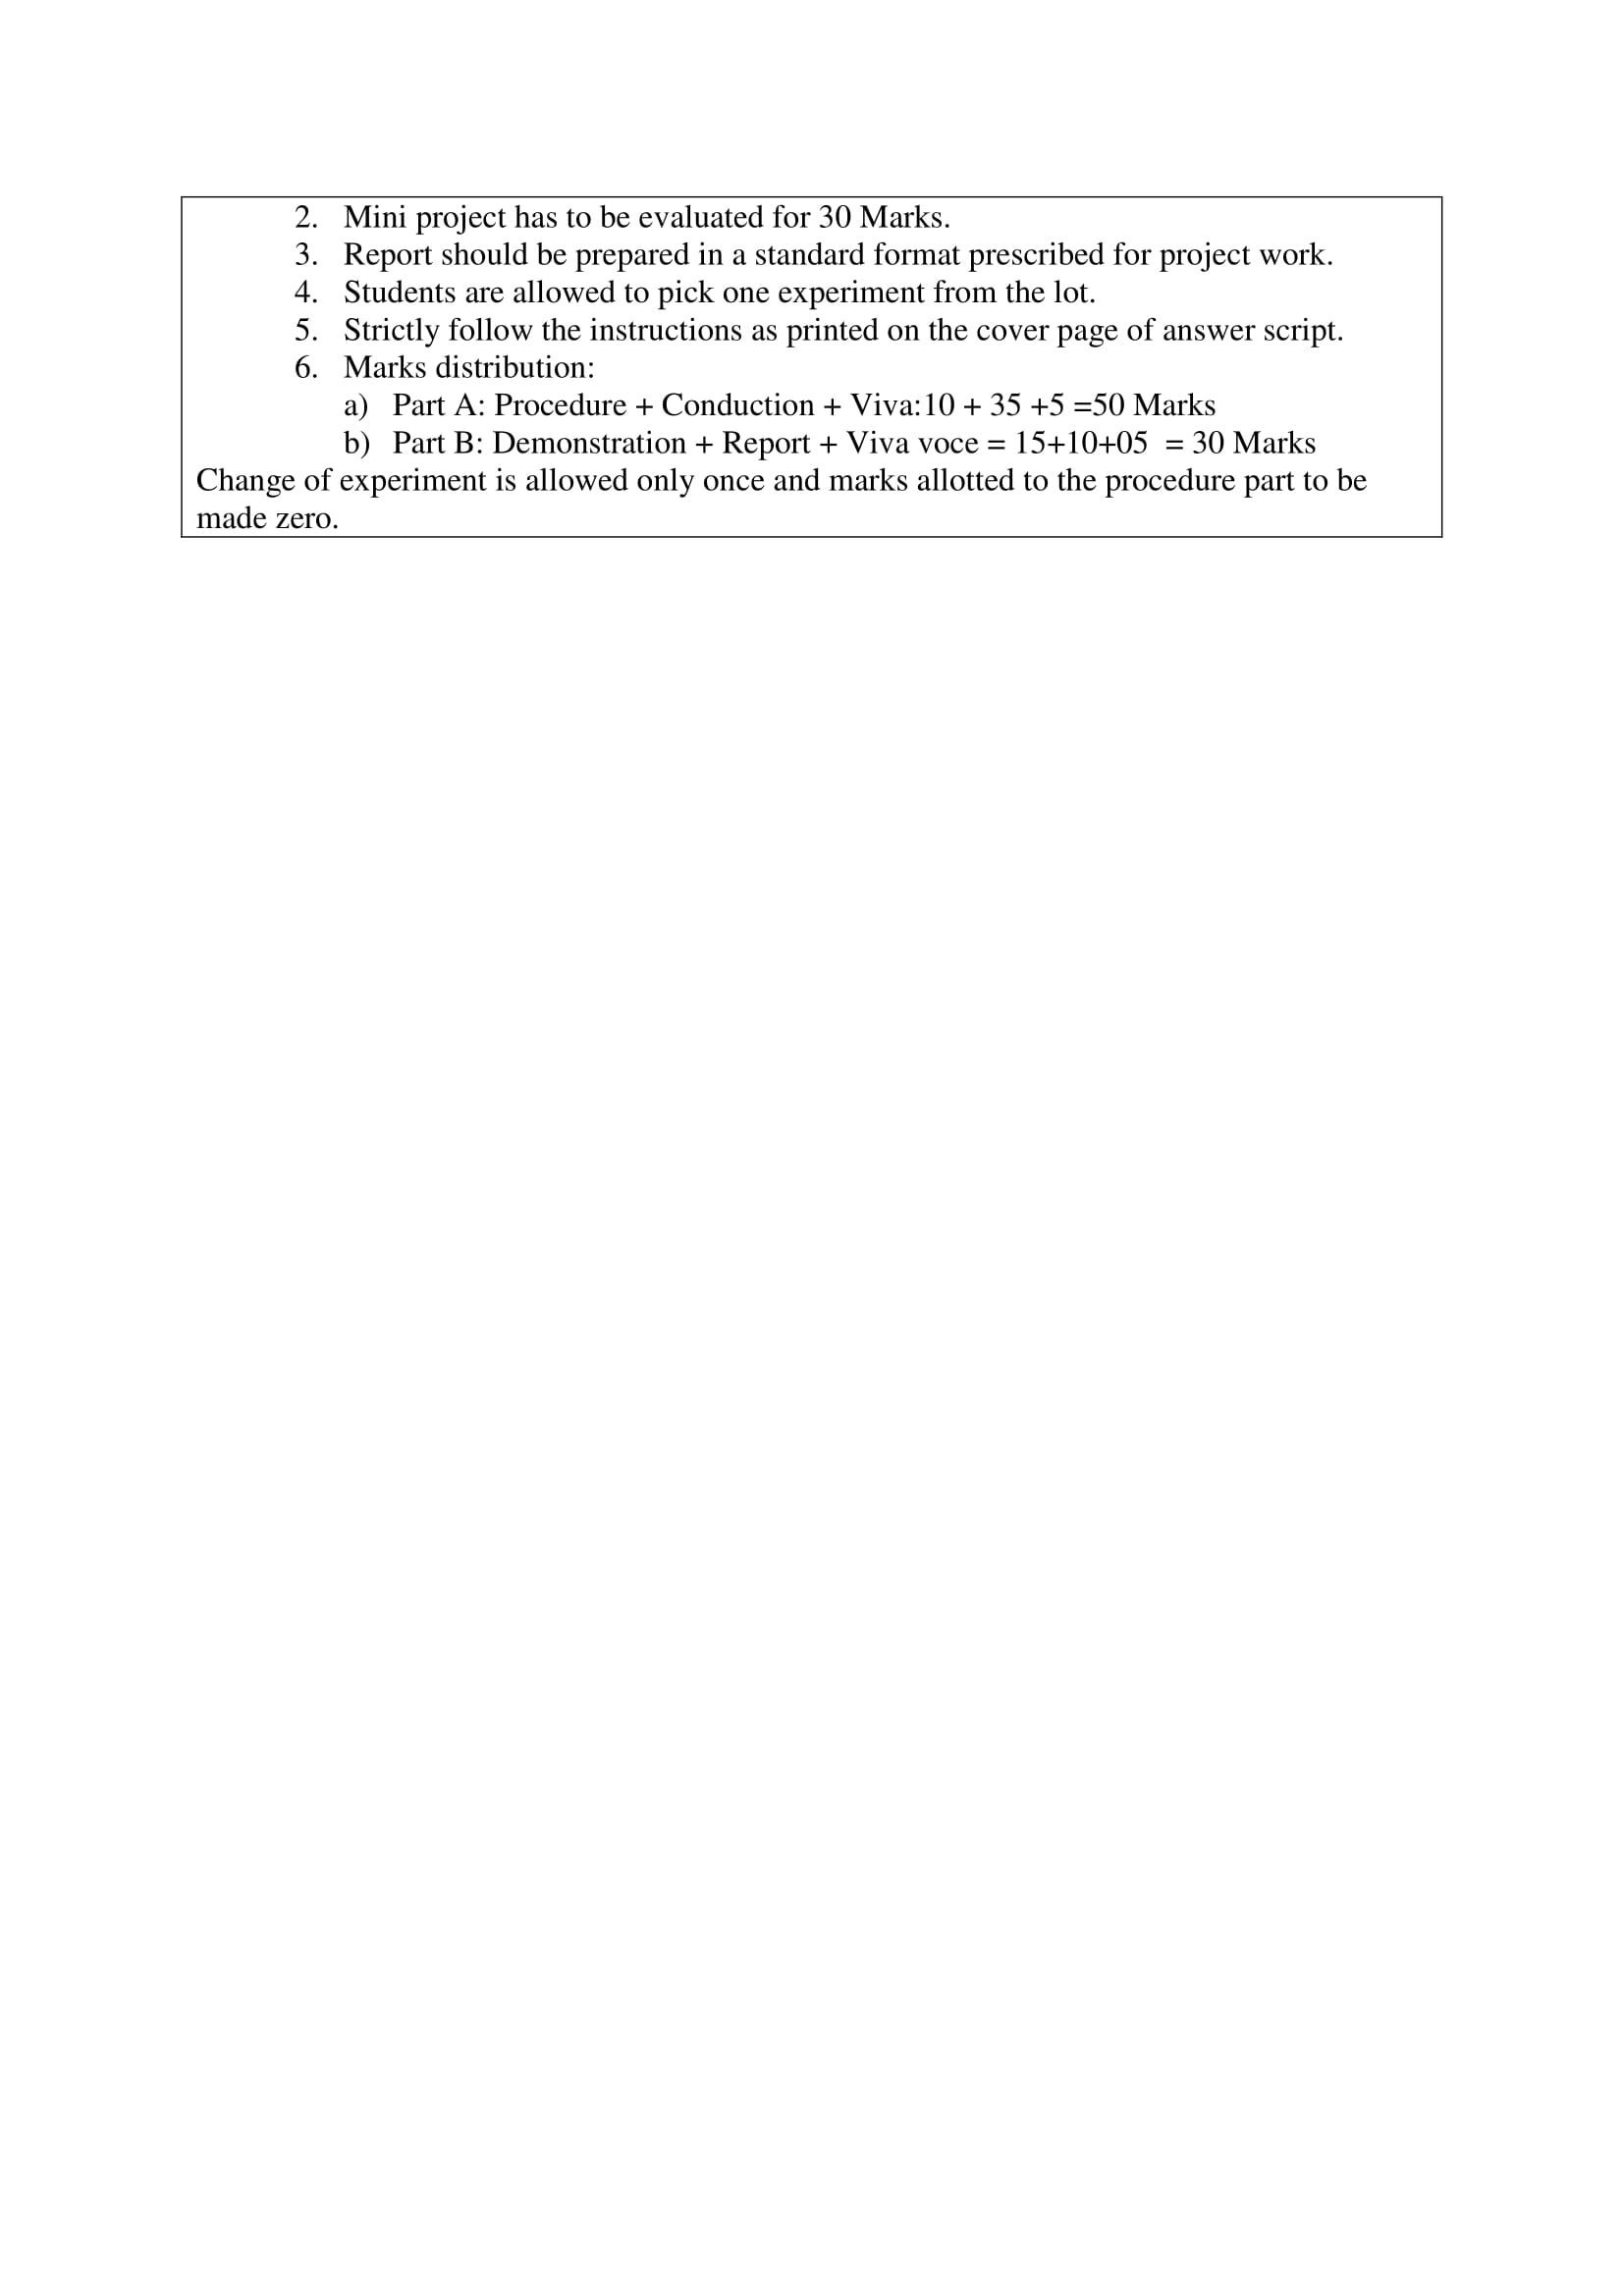 2. Mini project has to be evaluated for 30 Marks.
3. Report should be prepared in a standard format prescribed for project work.
4. Students are allowed to pick one experiment from the lot.
5. Strictly follow the instructions as printed on the cover page of answer script.
6. Marks distribution:
a) Part A: Procedure + Conduction + Viva:10 + 35 +5 =50 Marks
b) Part B: Demonstration + Report + Viva voce = 15+10+05  = 30 Marks
Change of experiment is allowed only once and marks allotted to the procedure part to be
made zero.